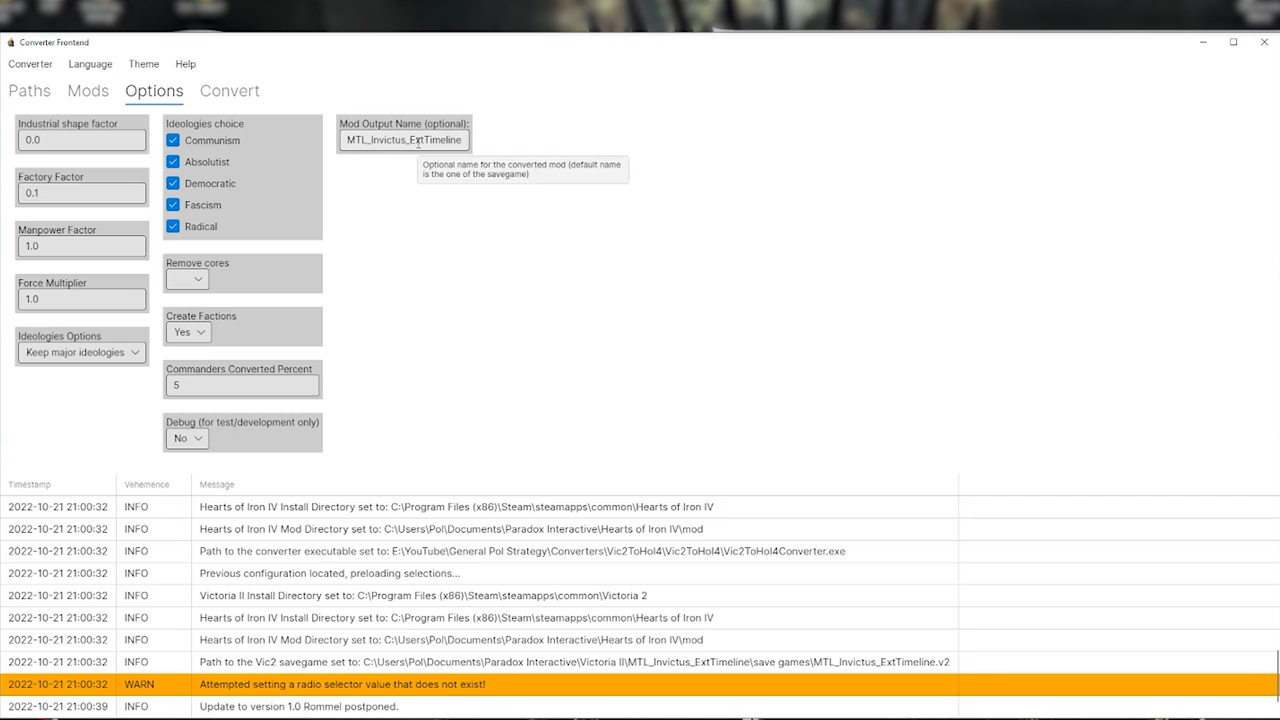 Converter Frontend
Converter Language Theme Help
Paths Mods Options Convert
Industrial shape factor
0.0
Factory Factor
0.1
Manpower Factor
1.0
Force Multiplier
1.0
Ideologies Options
Keep major ideologies
Ideologies choice
Communism
Absolutist
Democratic
Fascism
Radical
Remove cores
Create Factions
Yes
Commanders Converted Percent
5
Debug (for test/development only)
No
Mod Output Name (optional):
MTL_Invictus_ExtTimeline
Optional name for the converted mod (default name
is the one of the savegame)
Timestamp Vehemence Message
2022-10-21 21:00:32 INFO Hearts of Iron IV Install Directory set to: C:\Program Files (x86)\Steam\steamapps\common\Hearts of Iron IV
2022-10-21 21:00:32 INFO Hearts of Iron IV Mod Directory set to: C:\Users\Pol\Documents\Paradox Interactive\Hearts of Iron IV\mod
2022-10-21 21:00:32 INFO Path to the converter executable set to: E:\YouTube\General Pol Strategy\Converters\Vic2ToHoI4\Vic2ToHoI4\Vic2ToHoI4Converter.exe
2022-10-21 21:00:32 INFO Previous configuration located, preloading selections...
2022-10-21 21:00:32 INFO Victoria II Install Directory set to: C:\Program Files (x86)\Steam\steamapps\common\Victoria 2
2022-10-21 21:00:32 INFO Hearts of Iron IV Install Directory set to: C:\Program Files (x86)\Steam\steamapps\common\Hearts of Iron IV
2022-10-21 21:00:32 INFO Hearts of Iron IV Mod Directory set to: C:\Users\Pol\Documents\Paradox Interactive\Hearts of Iron IV\mod
2022-10-21 21:00:32 INFO Path to the Vic2 savegame set to: C:\Users\Pol\Documents\Paradox Interactive\Victoria II\MTL_Invictus_ExtTimeline\save games\MTL_Invictus_ExtTimeline.v2
2022-10-21 21:00:32 WARN Attempted setting a radio selector value that does not exist!
2022-10-21 21:00:39 INFO Update to version 1.0 Rommel postponed.